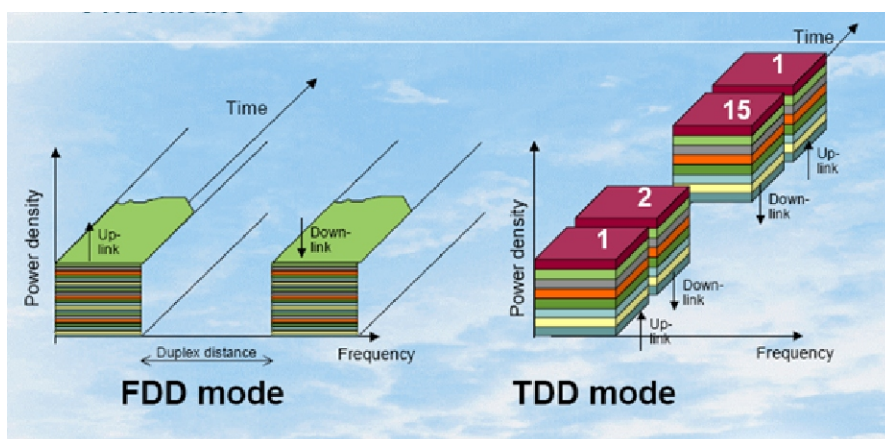 Time
Up-
link
Down-
link
Power density
Duplex distance
Frequency
FDD mode
Time
1
15
2
1
Up-
link
Down-
link
Down-
link
Up-
link
Power density
Frequency
TDD mode